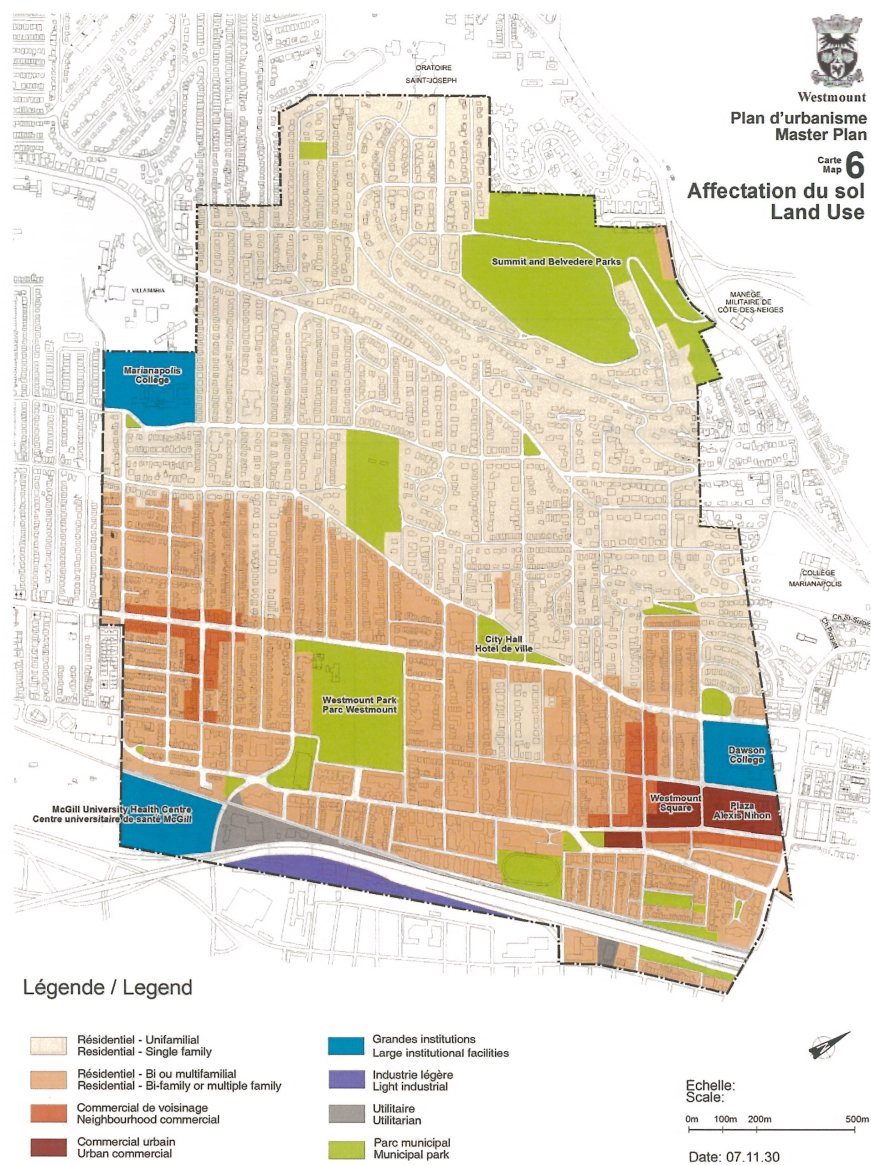 ORATOIRE
SAINT-JOSEPH
Westmount
Plan d'urbanisme
Master Plan
Carte
Map 6
Affectation du sol
Land Use
Summit and Belvedere Parks
VILLA MARIA
MANÈGE
MILITAIRE DE
CÔTE-DES-NEIGES
Marianapolis
College
COLLÈGE
MARIANAPOLIS
City Hall
Hotel de ville
Westmount Park
Parc Westmount
Dawson
College
Westmount
Square
Plaza
Alexis Nihon
McGill University Health Centre
Centre universitaire de santé McGill
Légende / Legend
Résidentiel - Unifamilial
Residential - Single family
Résidentiel - Bi ou multifamilial
Residential - Bi-family or multiple family
Commercial de voisinage
Neighbourhood commercial
Commercial urbain
Urban commercial
Grandes institutions
Large institutional facilities
Industrie légère
Light industrial
Utilitaire
Utilitarian
Parc municipal
Municipal park
Echelle:
Scale:
0m 100m 200m 500m
Date: 07.11.30